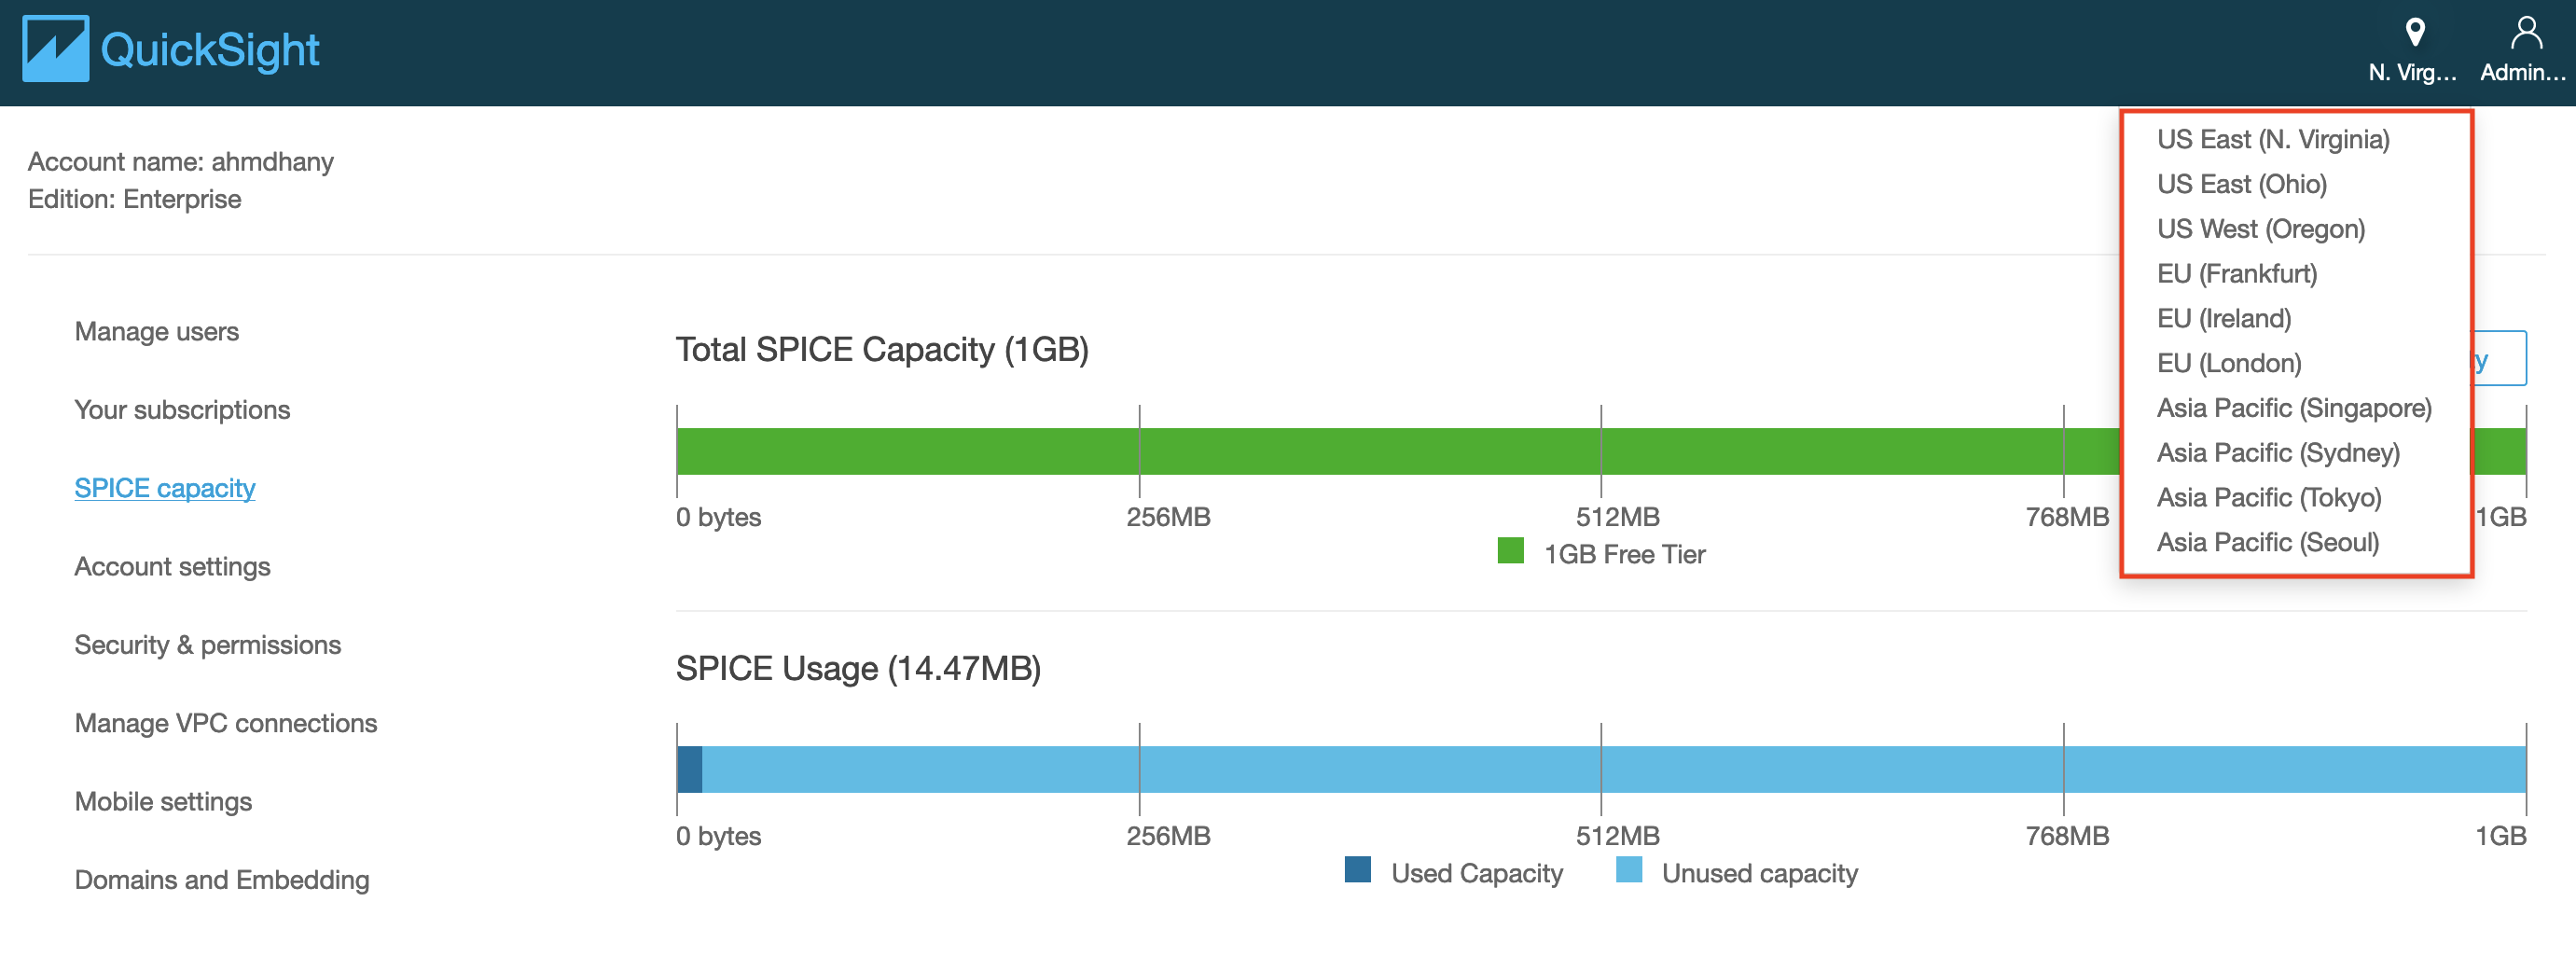 QuickSight
N. Virg...
Admin...
Account name: ahmdhany
Edition: Enterprise
US East (N. Virginia)
US East (Ohio)
US West (Oregon)
EU (Frankfurt)
EU (Ireland)
EU (London)
Asia Pacific (Singapore)
Asia Pacific (Sydney)
Asia Pacific (Tokyo)
Asia Pacific (Seoul)
Manage users
Your subscriptions
SPICE capacity
Account settings
Security & permissions
Manage VPC connections
Mobile settings
Domains and Embedding
Total SPICE Capacity (1GB)
y
0 bytes 256MB 512MB 768MB 1GB
1GB Free Tier
SPICE Usage (14.47MB)
0 bytes 256MB 512MB 768MB 1GB
Used Capacity Unused capacity